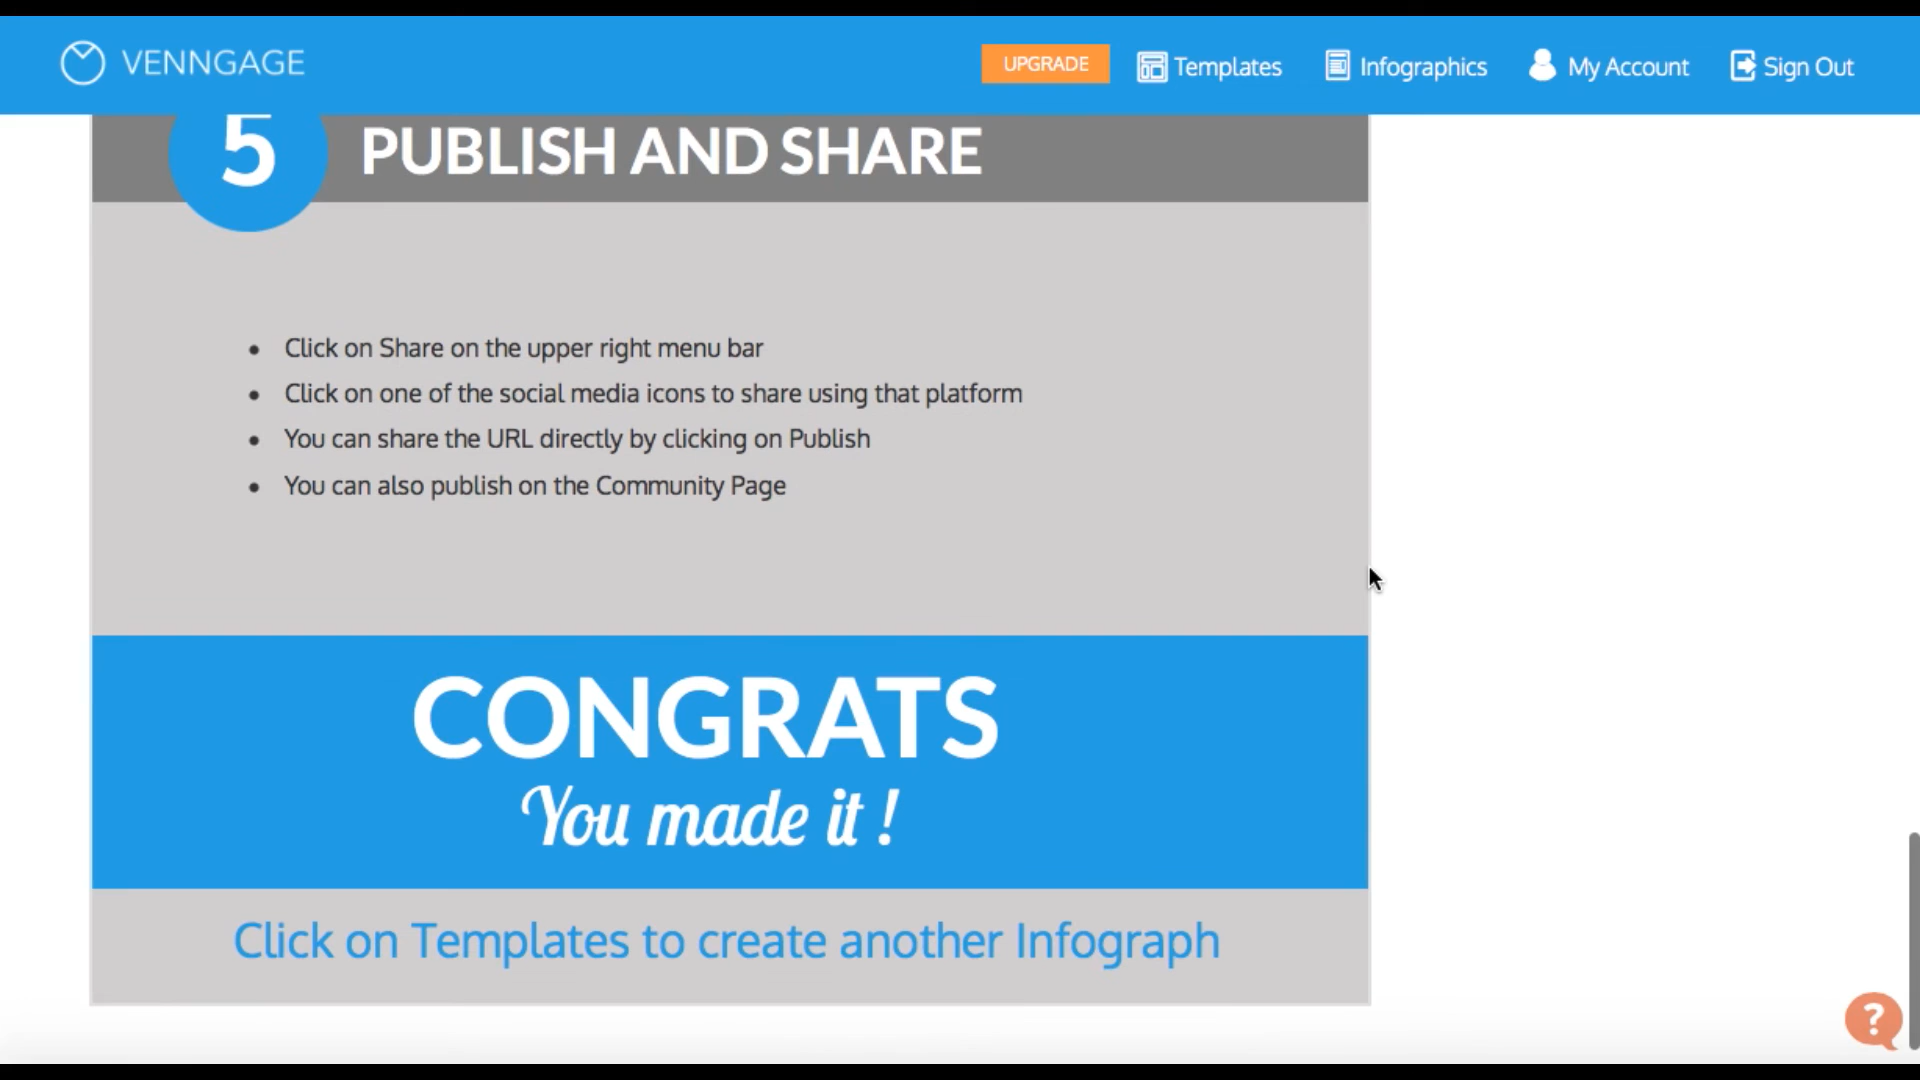 VENNGAGE
UPGRADE
Templates
Infographics
My Account
Sign Out
5
PUBLISH AND SHARE
• Click on Share on the upper right menu bar
• Click on one of the social media icons to share using that platform
• You can share the URL directly by clicking on Publish
• You can also publish on the Community Page
CONGRATS
You made it !
Click on Templates to create another Infograph
?